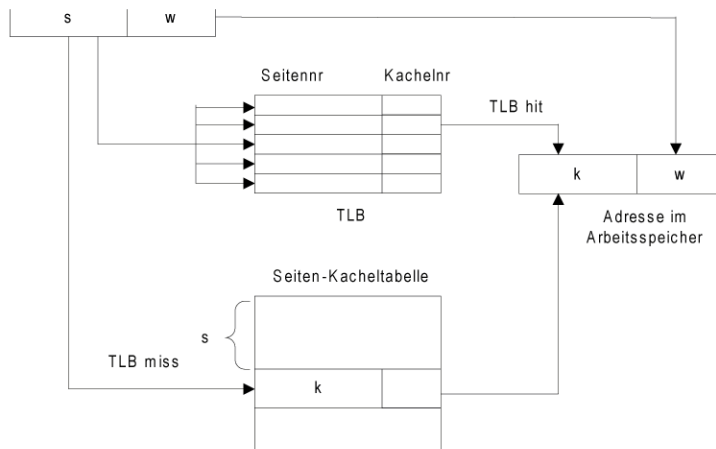 s w
Seitennr Kachelnr
TLB hit
k w
TLB
Adresse im
Arbeitsspeicher
Seiten-Kacheltabelle
s
TLB miss
k